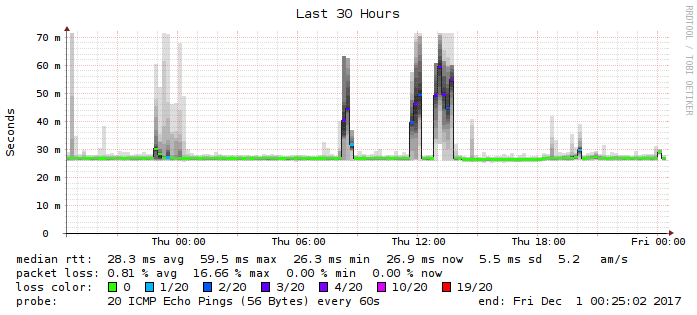 Last 30 Hours
RRDTOOL / TOBI OETIKER
Seconds
70 m
60 m
50 m
40 m
30 m
20 m
10 m
0
Thu 00:00 Thu 06:00 Thu 12:00 Thu 18:00 Fri 00:00
median rtt: 28.3 ms avg 59.5 ms max 26.3 ms min 26.9 ms now 5.5 ms sd 5.2 am/s
packet loss: 0.81 % avg 16.66 % max 0.00 % min 0.00 % now
loss color: 0 1/20 2/20 3/20 4/20 10/20 19/20
probe: 20 ICMP Echo Pings (56 Bytes) every 60s end: Fri Dec 1 00:25:02 2017